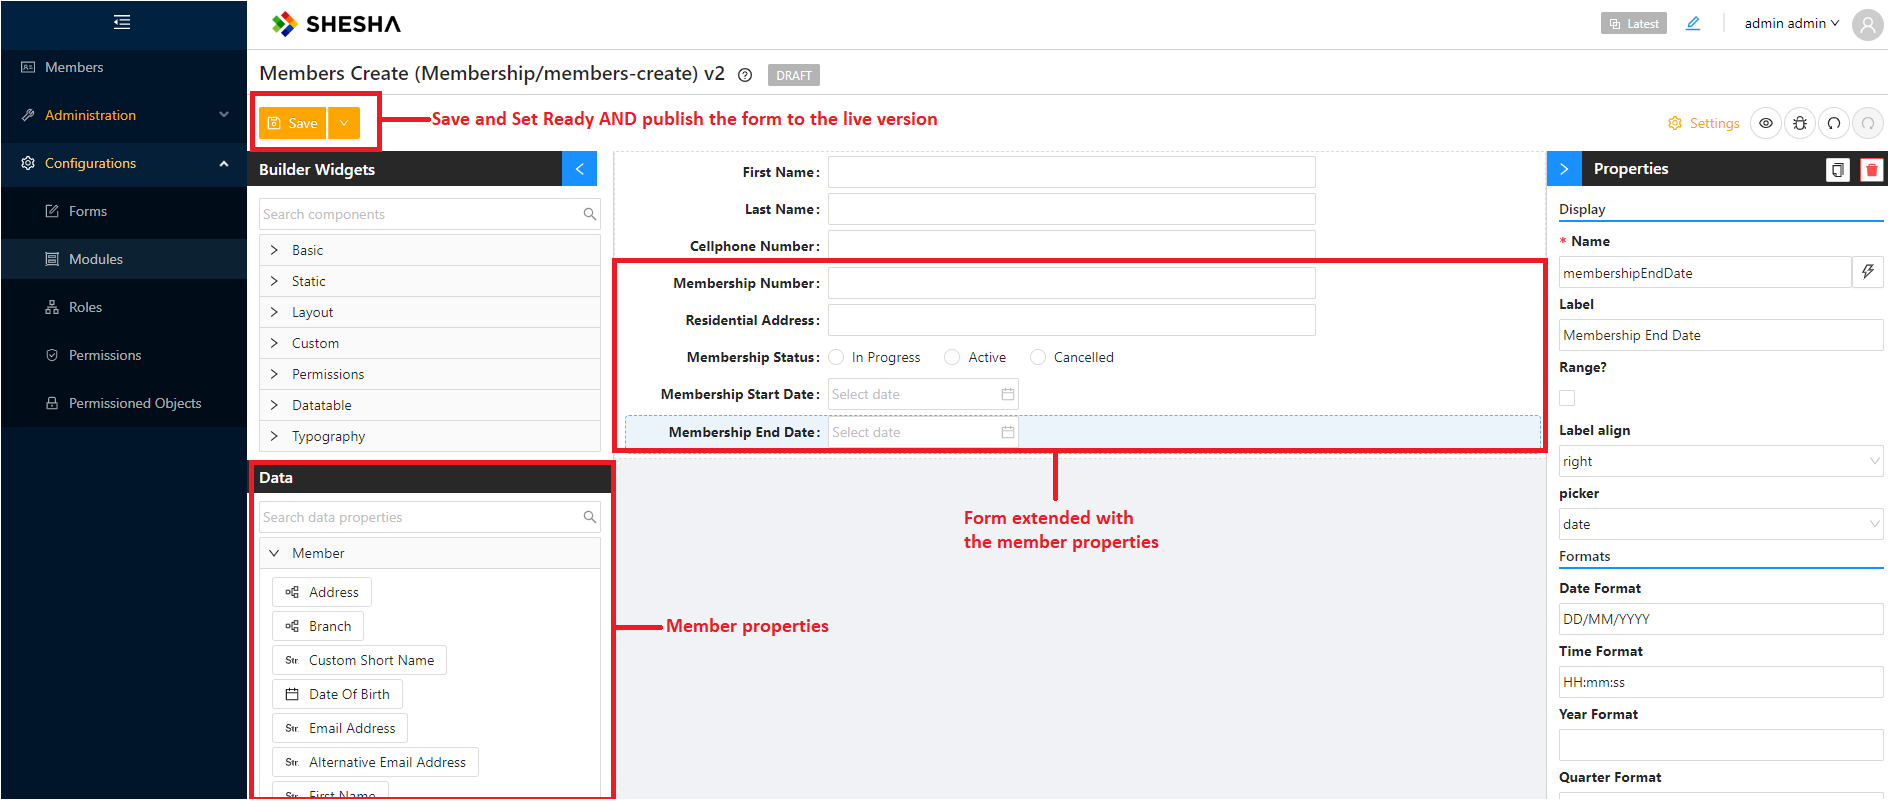 SHESHA
Latest
admin admin
Members
Administration
Configurations
Forms
Modules
Roles
Permissions
Permissioned Objects
Members Create (Membership/members-create) v2
DRAFT
Save
Save and Set Ready AND publish the form to the live version
Settings
Builder Widgets
Search components
Basic
Static
Layout
Custom
Permissions
Datatable
Typography
Data
Search data properties
Member
Address
Branch
Str. Custom Short Name
Date Of Birth
Str. Email Address
Str. Alternative Email Address
Str. First Name
First Name:
Last Name:
Cellphone Number:
Membership Number:
Residential Address:
Membership Status: In Progress Active Cancelled
Membership Start Date: Select date
Membership End Date: Select date
Form extended with
the member properties
Member properties
Properties
Display
* Name
membershipEndDate
Label
Membership End Date
Range?
Label align
right
picker
date
Formats
Date Format
DD/MM/YYYY
Time Format
HH:mm:ss
Year Format
Quarter Format